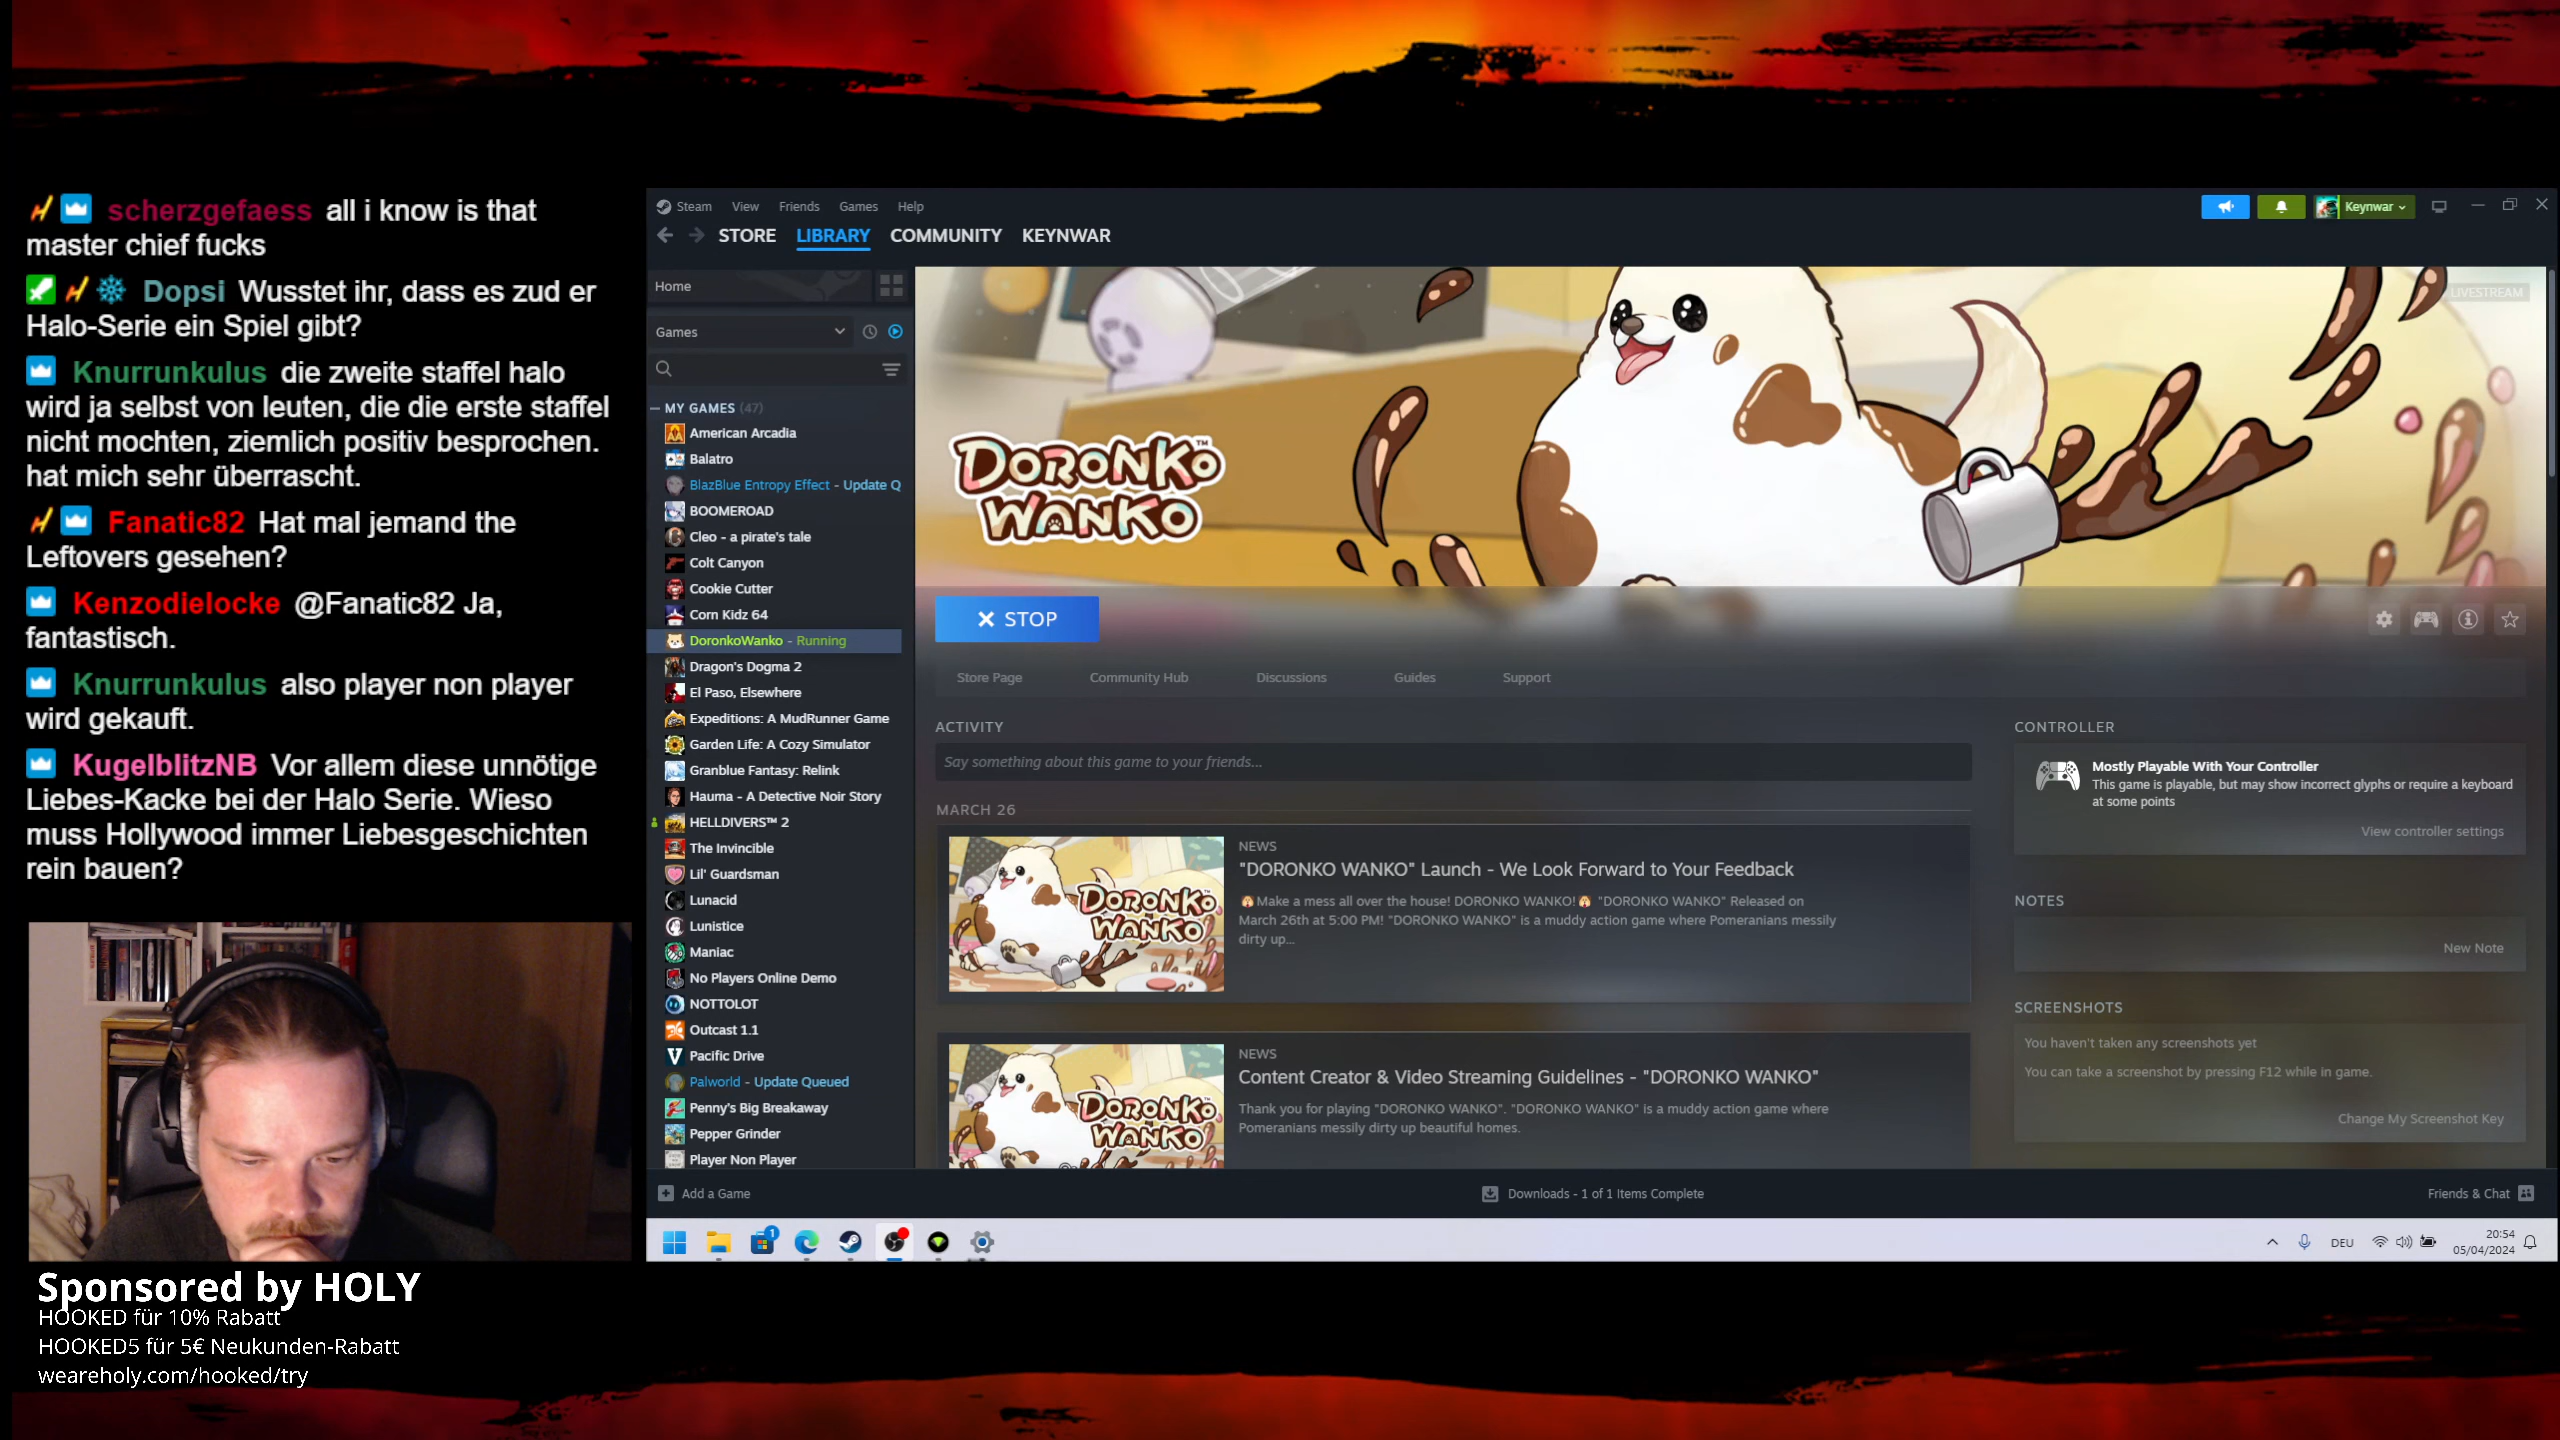 scherzgefaess all i know is that
master chief fucks
Dopsi Wusstet ihr, dass es zud er
Halo-Serie ein Spiel gibt?
Knurrunkulus die zweite staffel halo
wird ja selbst von leuten, die die erste staffel
nicht mochten, ziemlich positiv besprochen.
hat mich sehr überrascht.
Fanatic82 Hat mal jemand the
Leftovers gesehen?
Kenzodielocke @Fanatic82 Ja,
fantastisch.
Knurrunkulus also player non player
wird gekauft.
KugelblitzNB Vor allem diese unnötige
Liebes-Kacke bei der Halo Serie. Wieso
muss Hollywood immer Liebesgeschichten
rein bauen?
Sponsored by HOLY
HOOKED für 10% Rabatt
HOOKED5 für 5€ Neukunden-Rabatt
weareholy.com/hooked/try
Steam View Friends Games Help
Keynwar
STORE LIBRARY COMMUNITY KEYNWAR
Home
Games
MY GAMES (47)
American Arcadia
Balatro
BlazBlue Entropy Effect - Update Q
BOOMEROAD
Cleo - a pirate's tale
Colt Canyon
Cookie Cutter
Corn Kidz 64
DoronkoWanko - Running
Dragon's Dogma 2
El Paso, Elsewhere
Expeditions: A MudRunner Game
Garden Life: A Cozy Simulator
Granblue Fantasy: Relink
Hauma - A Detective Noir Story
HELLDIVERS™ 2
The Invincible
Lil' Guardsman
Lunacid
Lunistice
Maniac
No Players Online Demo
NOTTOLOT
Outcast 1.1
Pacific Drive
Palworld - Update Queued
Penny's Big Breakaway
Pepper Grinder
Player Non Player
LIVESTREAM
DORONKO™
WANKO
STOP
Store Page Community Hub Discussions Guides Support
ACTIVITY
Say something about this game to your friends...
MARCH 26
DORONKO
WANKO
NEWS
"DORONKO WANKO" Launch - We Look Forward to Your Feedback
Make a mess all over the house! DORONKO WANKO! "DORONKO WANKO" Released on
March 26th at 5:00 PM! "DORONKO WANKO" is a muddy action game where Pomeranians messily
dirty up...
DORONKO
WANKO
NEWS
Content Creator & Video Streaming Guidelines - "DORONKO WANKO"
Thank you for playing "DORONKO WANKO". "DORONKO WANKO" is a muddy action game where
Pomeranians messily dirty up beautiful homes.
CONTROLLER
Mostly Playable With Your Controller
This game is playable, but may show incorrect glyphs or require a keyboard
at some points
View controller settings
NOTES
New Note
SCREENSHOTS
You haven't taken any screenshots yet
You can take a screenshot by pressing F12 while in game.
Change My Screenshot Key
Add a Game
Downloads - 1 of 1 Items Complete
Friends & Chat
1
DEU
20:54
05/04/2024